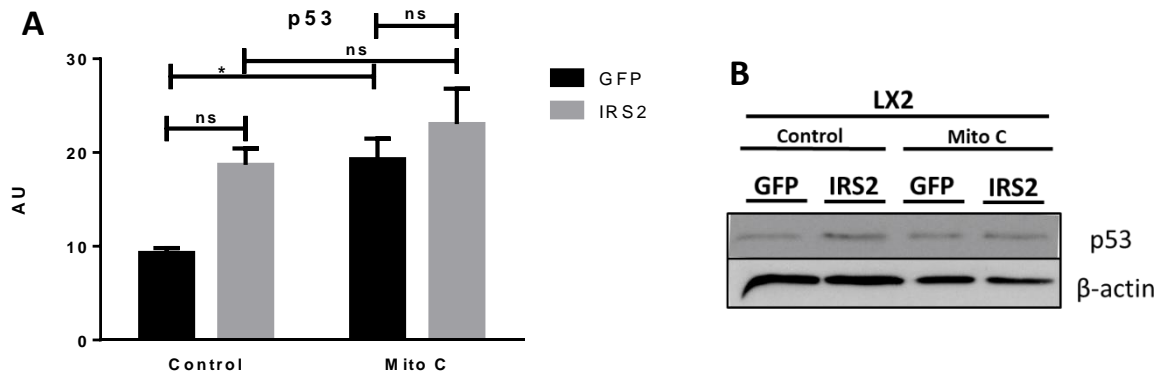 A
p53
ns
ns
*
ns
30
20
10
0
AU
Control
Mito C
GFP
IRS2
B
LX2
Control
Mito C
GFP
IRS2
GFP
IRS2
p53
β-actin